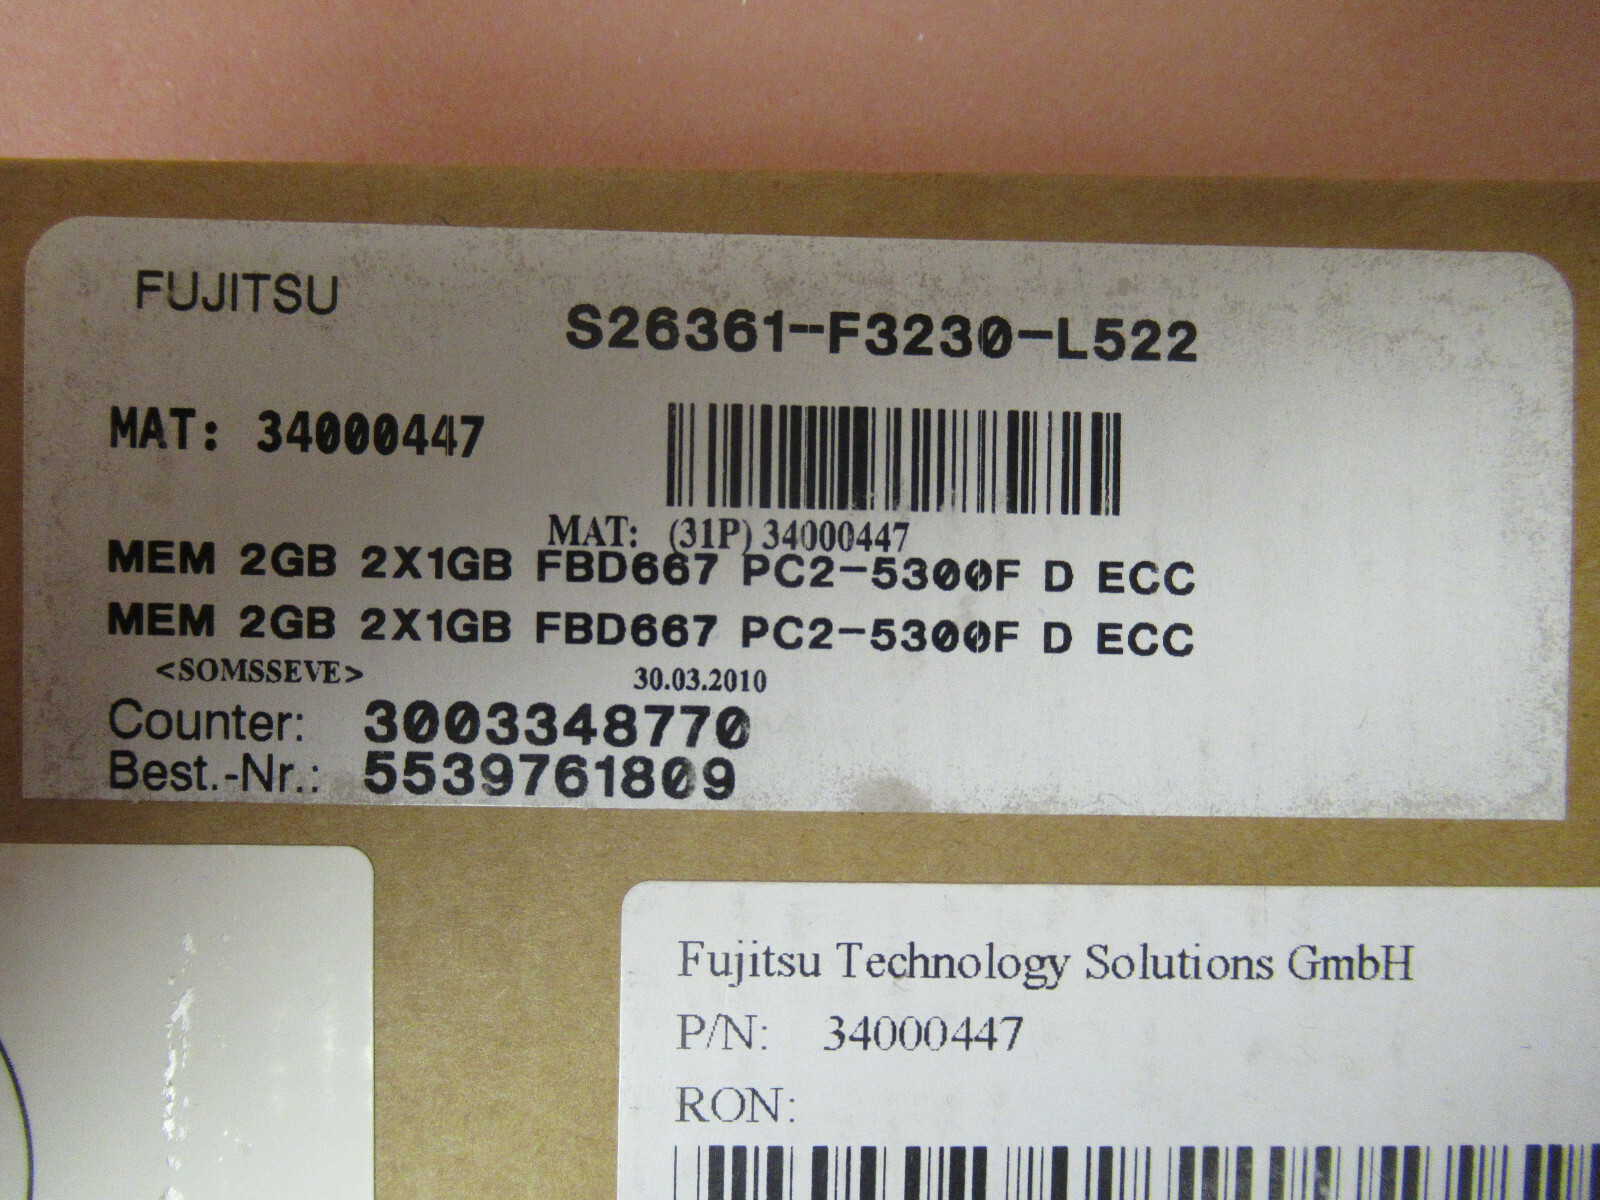 FUJITSU
S26361-F3230-L522
MAT: 34000447
MAT: (31P) 34000447
MEM 2GB 2X1GB FBD667 PC2-5300F D ECC
MEM 2GB 2X1GB FBD667 PC2-5300F D ECC
<SOMSSEVE> 30.03.2010
Counter: 3003348770
Best.-Nr.: 5539761809
Fujitsu Technology Solutions GmbH
P/N: 34000447
RON: